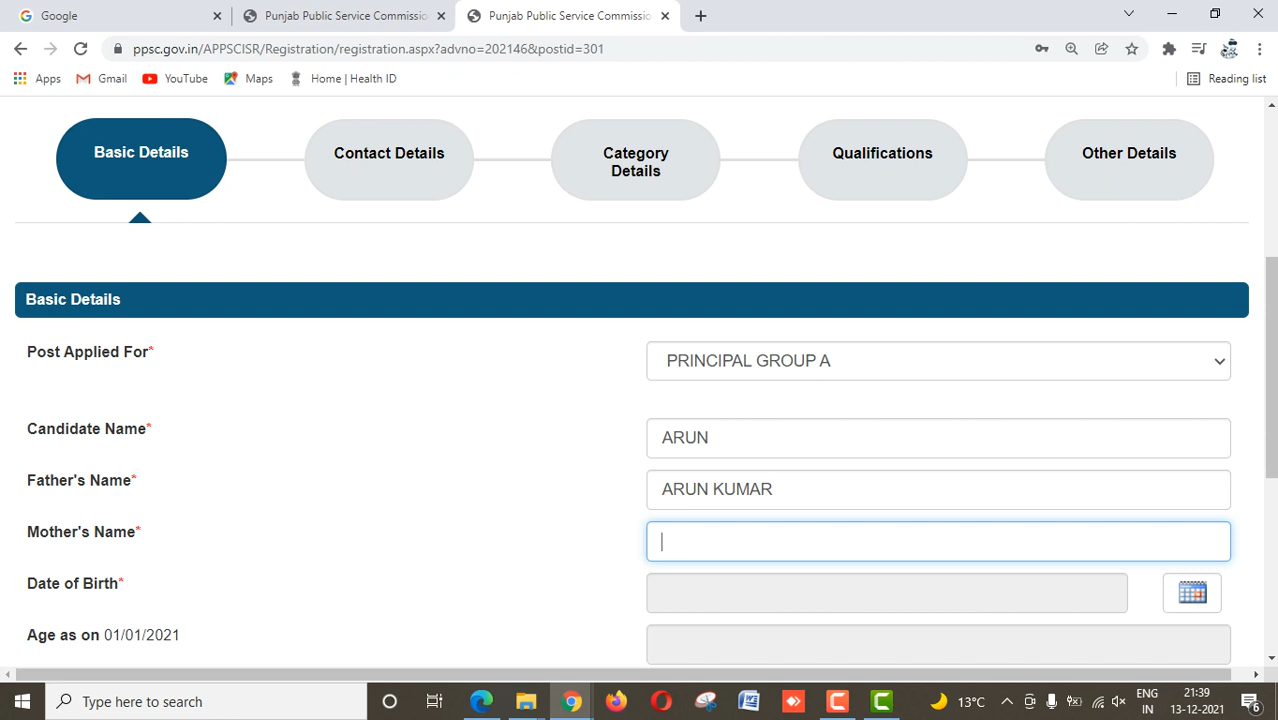 Google
Punjab Public Service Commissio
Punjab Public Service Commissio
ppsc.gov.in/APPSCISR/Registration/registration.aspx?advno=202146&postid=301
Apps
Gmail
YouTube
Maps
Home | Health ID
Reading list
Basic Details
Contact Details
Category
Details
Qualifications
Other Details
Basic Details
Post Applied For*
PRINCIPAL GROUP A
Candidate Name*
ARUN
Father's Name*
ARUN KUMAR
Mother's Name*
Date of Birth*
Age as on 01/01/2021
Type here to search
13°C
ENG
IN
21:39
13-12-2021
6